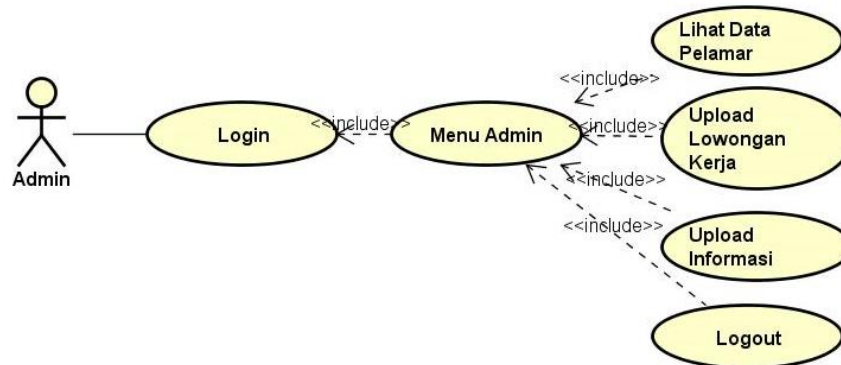 Lihat Data
Pelamar
<<include>>
Admin
Login
<<include>>
Menu Admin
<<include>>
Upload
Lowongan
Kerja
<<include>>
Upload
Informasi
<<include>>
Logout